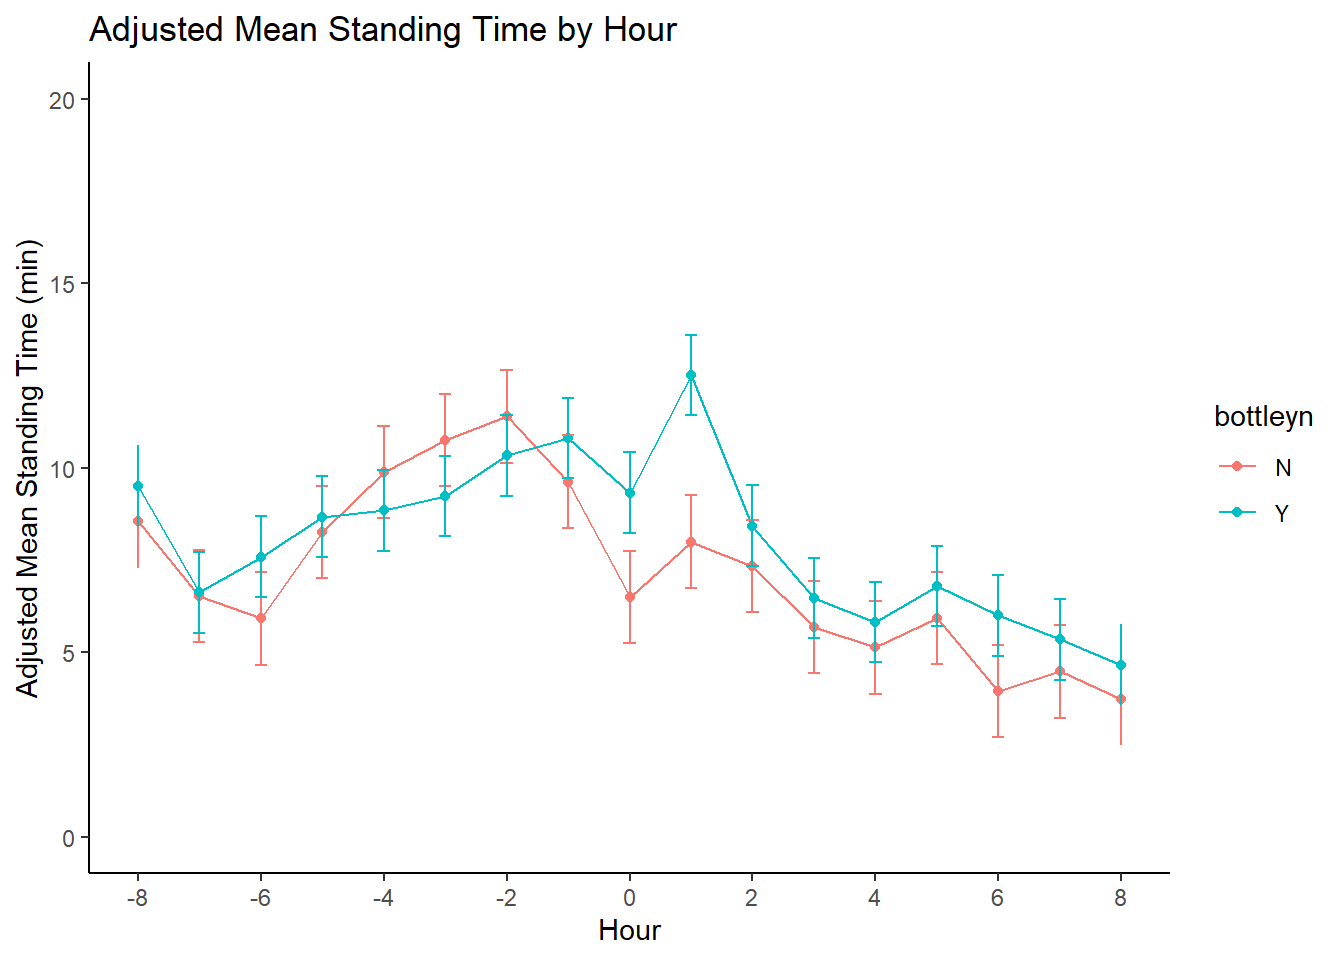 Adjusted Mean Standing Time by Hour
Adjusted Mean Standing Time (min)
20
15
10
5
0
-8 -6 -4 -2 0 2 4 6 8
Hour
bottleyn
N
Y